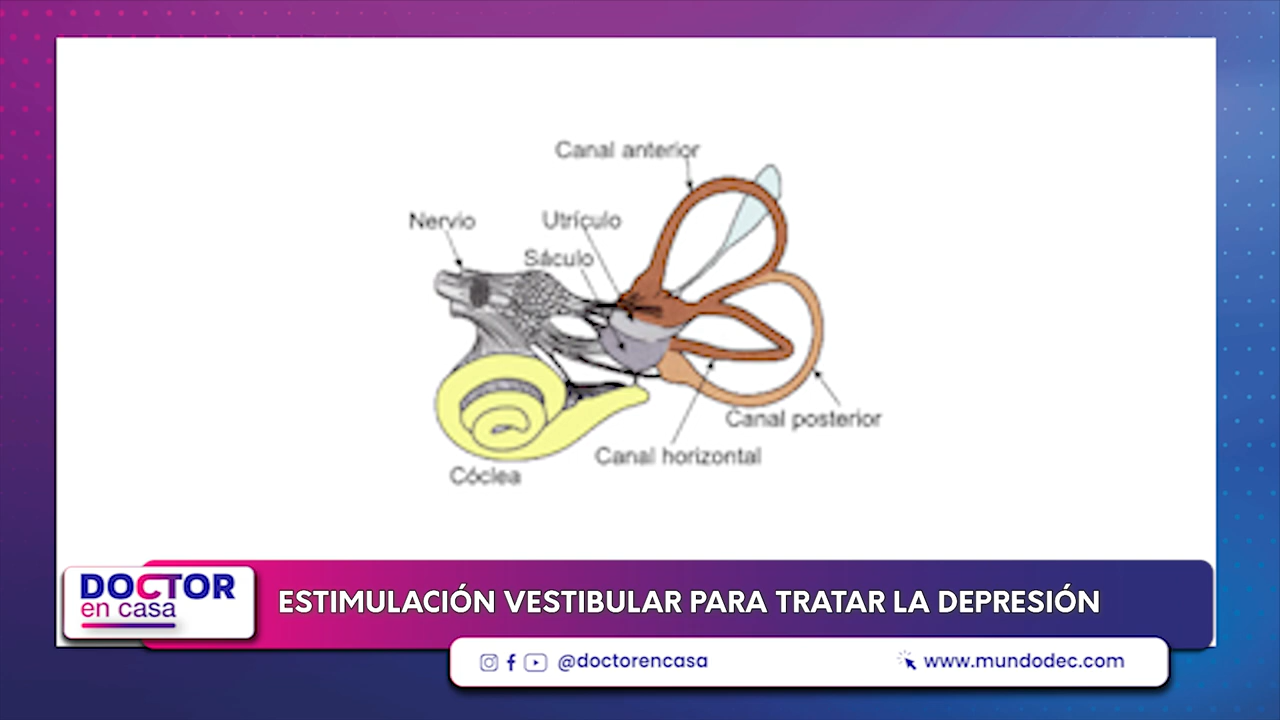 Canal anterior
Nervio
Utrículo
Sáculo
Canal posterior
Canal horizontal
Cóclea
DOCTOR
en casa
ESTIMULACIÓN VESTIBULAR PARA TRATAR LA DEPRESIÓN
@doctorencasa
www.mundodec.com